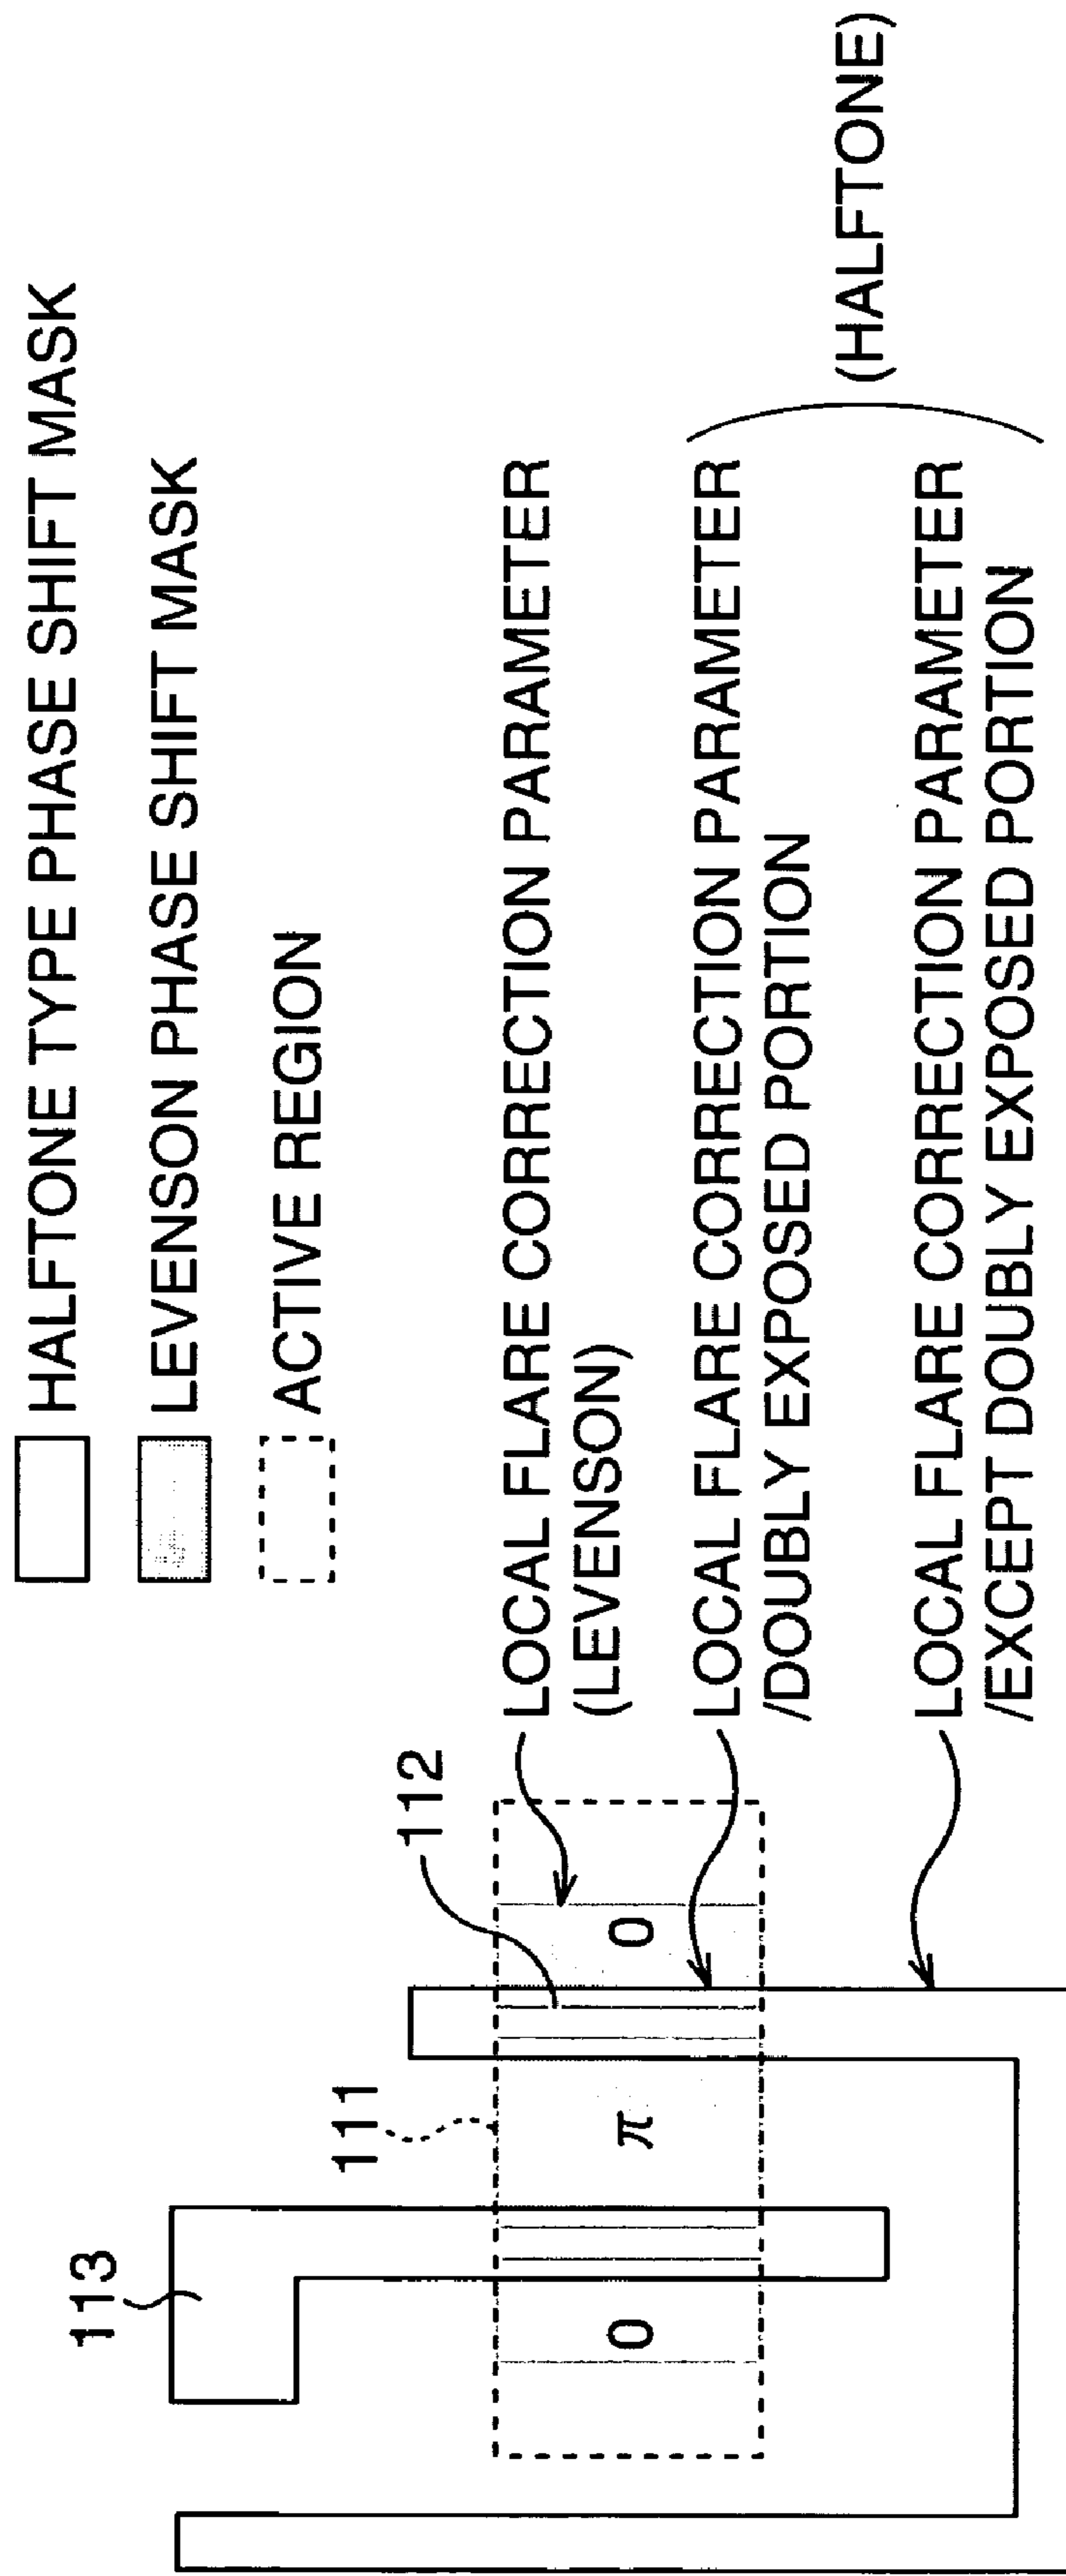 HALFTONE TYPE PHASE SHIFT MASK
LEVENSON PHASE SHIFT MASK
ACTIVE REGION
113
111
112
0
π
0
LOCAL FLARE CORRECTION PARAMETER
(LEVENSON)
LOCAL FLARE CORRECTION PARAMETER
/DOUBLY EXPOSED PORTION
LOCAL FLARE CORRECTION PARAMETER
/EXCEPT DOUBLY EXPOSED PORTION
(HALFTONE)